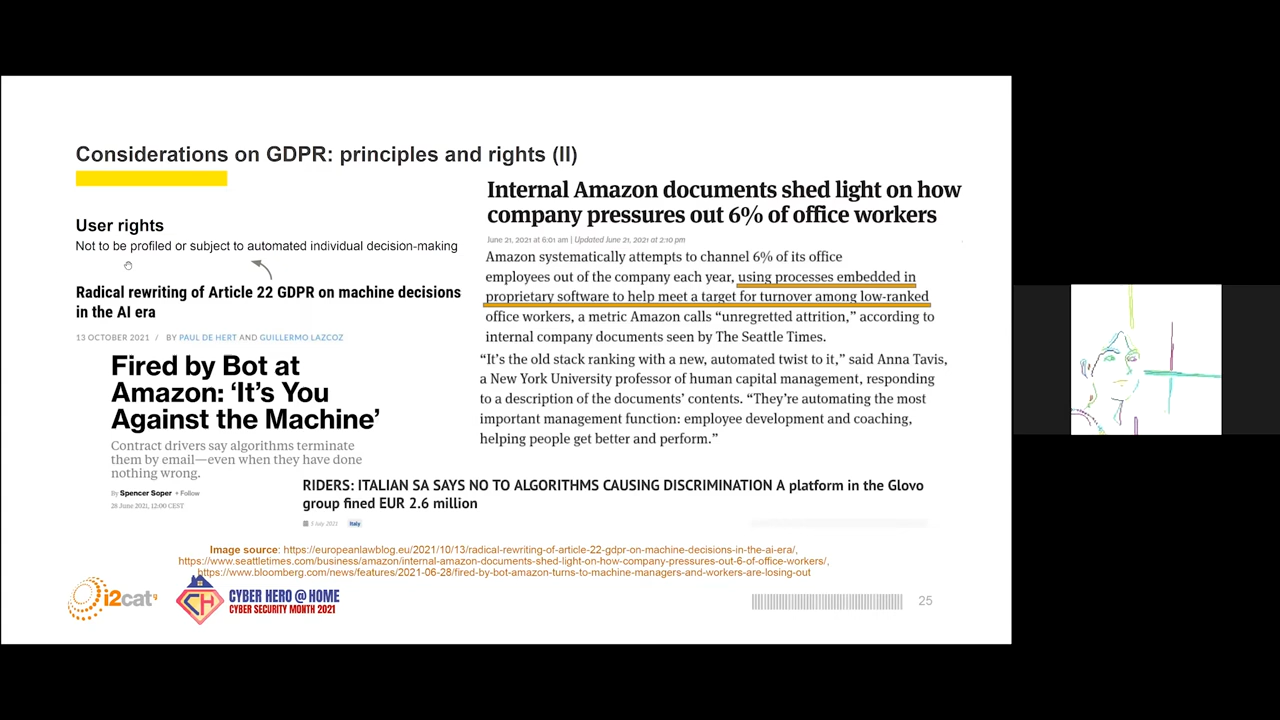 Considerations on GDPR: principles and rights (II)
User rights
Not to be profiled or subject to automated individual decision-making
Radical rewriting of Article 22 GDPR on machine decisions
in the AI era
13 OCTOBER 2021 / BY PAUL DE HERT AND GUILLERMO LAZCOZ
Fired by Bot at
Amazon: ‘It’s You
Against the Machine’
Contract drivers say algorithms terminate
them by email—even when they have done
nothing wrong.
By Spencer Soper + Follow
28 June 2021, 12:00 CEST
Internal Amazon documents shed light on how
company pressures out 6% of office workers
June 21, 2021 at 6:01 am | Updated June 21, 2021 at 2:10 pm
Amazon systematically attempts to channel 6% of its office
employees out of the company each year, using processes embedded in
proprietary software to help meet a target for turnover among low-ranked
office workers, a metric Amazon calls “unregretted attrition,” according to
internal company documents seen by The Seattle Times.
“It’s the old stack ranking with a new, automated twist to it,” said Anna Tavis,
a New York University professor of human capital management, responding
to a description of the documents’ contents. “They’re automating the most
important management function: employee development and coaching,
helping people get better and perform.”
RIDERS: ITALIAN SA SAYS NO TO ALGORITHMS CAUSING DISCRIMINATION A platform in the Glovo
group fined EUR 2.6 million
5 July 2021 Italy
Image source: https://europeanlawblog.eu/2021/10/13/radical-rewriting-of-article-22-gdpr-on-machine-decisions-in-the-ai-era/,
https://www.seattletimes.com/business/amazon/internal-amazon-documents-shed-light-on-how-company-pressures-out-6-of-office-workers/,
https://www.bloomberg.com/news/features/2021-06-28/fired-by-bot-amazon-turns-to-machine-managers-and-workers-are-losing-out
i2cat
CH
CYBER HERO @ HOME
CYBER SECURITY MONTH 2021
25